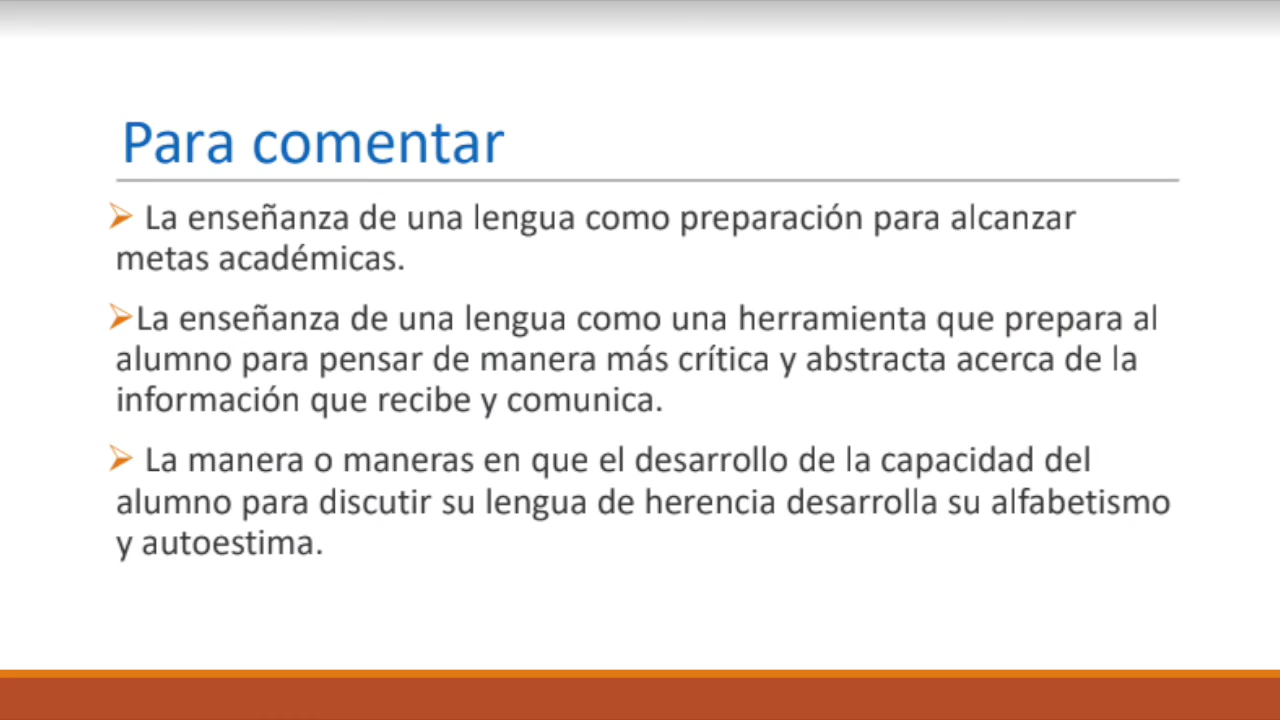 Para comentar
La enseñanza de una lengua como preparación para alcanzar
metas académicas.
La enseñanza de una lengua como una herramienta que prepara al
alumno para pensar de manera más crítica y abstracta acerca de la
información que recibe y comunica.
La manera o maneras en que el desarrollo de la capacidad del
alumno para discutir su lengua de herencia desarrolla su alfabetismo
y autoestima.